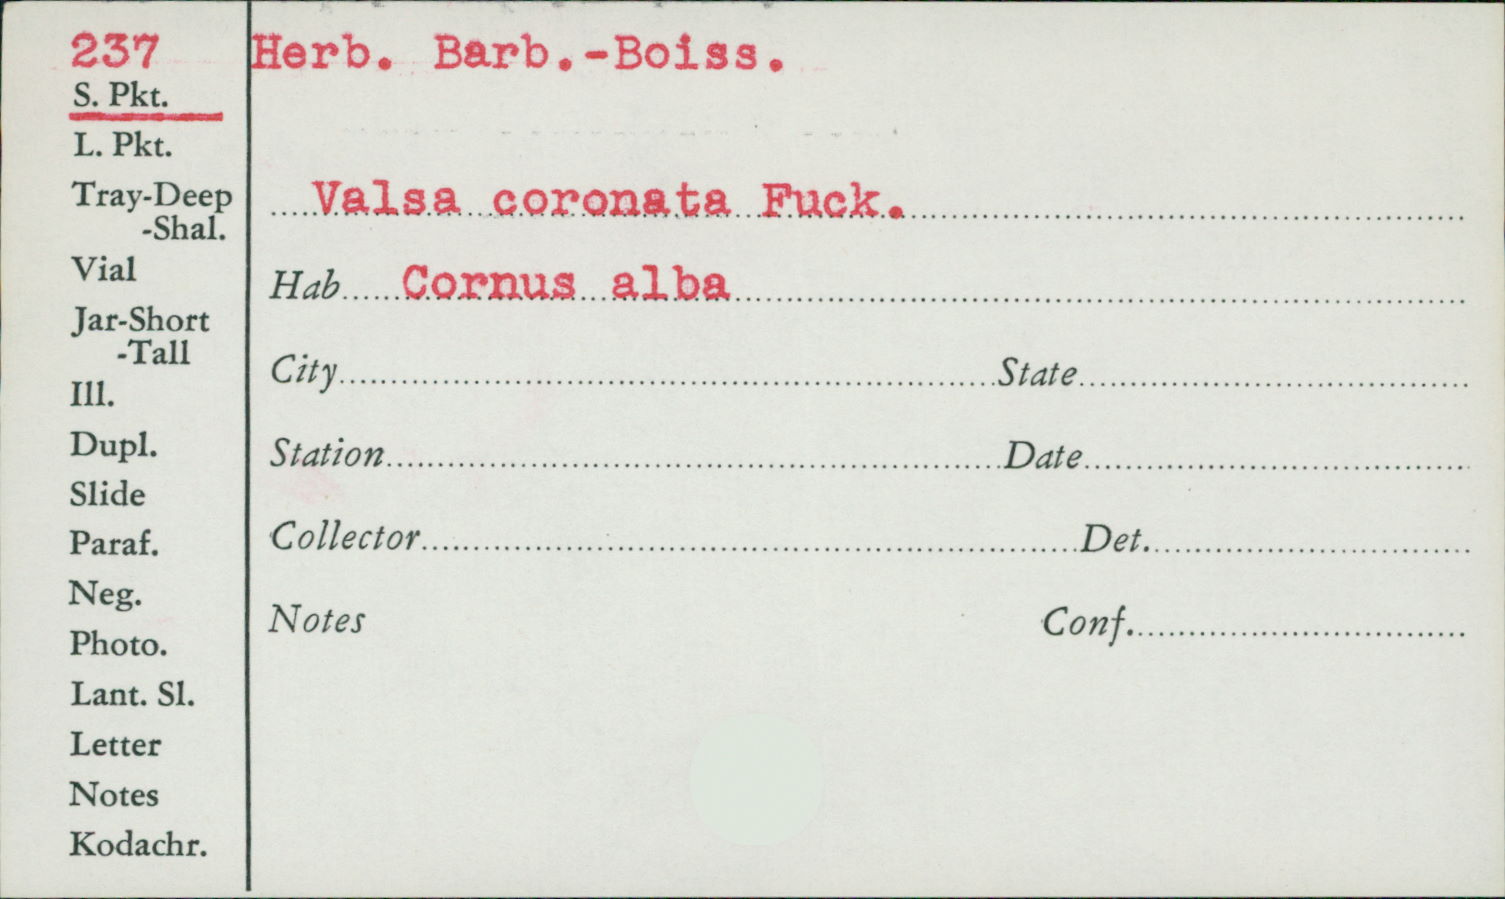 237
S. Pkt.
L. Pkt.
Tray-Deep
-Shal.
Vial
Jar-Short
-Tall
Ill.
Dupl.
Slide
Paraf.
Neg.
Photo.
Lant. Sl.
Letter
Notes
Kodachr.
Herb. Barb.-Boiss.
Valsa coronata Fuck.
Hab Cornus alba
City State
Station Date
Collector Det.
Notes Conf.